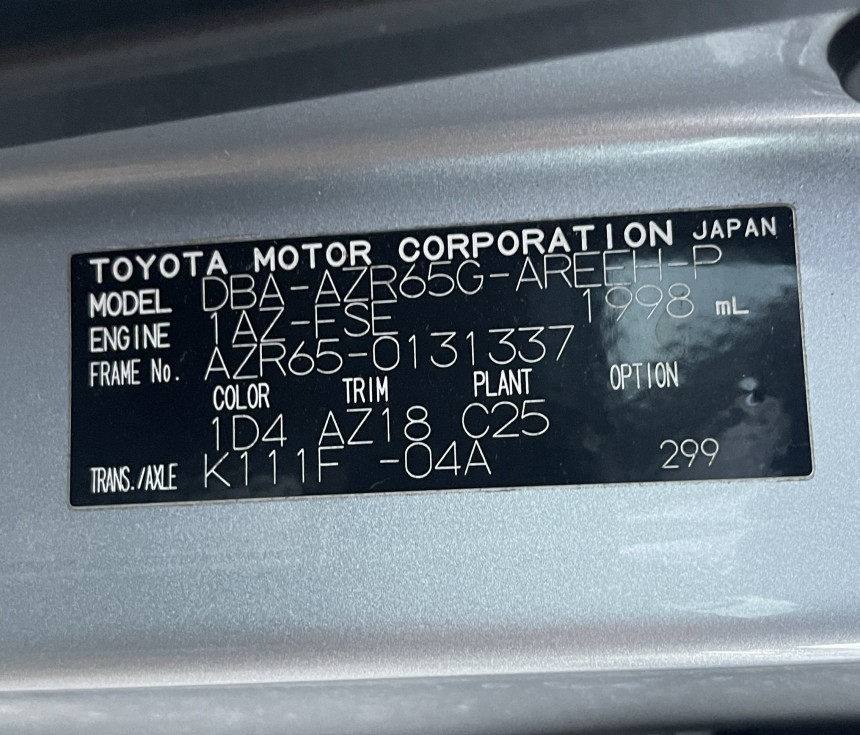 TOYOTA MOTOR CORPORATION JAPAN
MODEL DBA-AZR65G-AREEH-P
ENGINE 1AZ-FSE 1998 mL
FRAME No. AZR65-0131337
COLOR TRIM PLANT OPTION
1D4 AZ18 C25
TRANS./AXLE K111F -04A 299